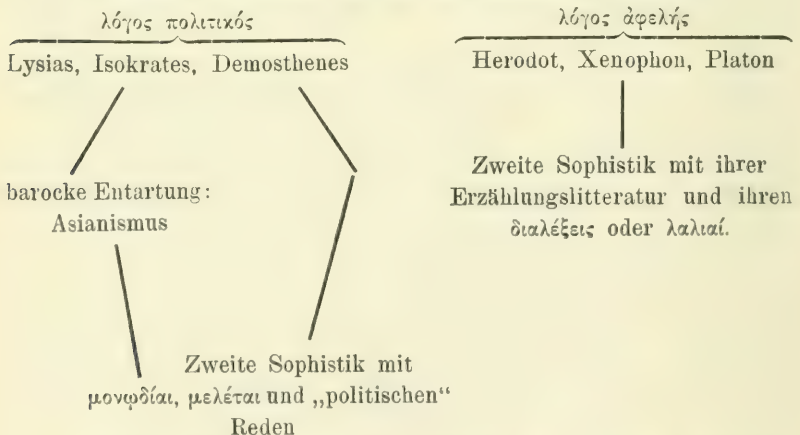 λόγος πολιτικός
Lysias, Isokrates, Demosthenes
barocke Entartung:
Asianismus
Zweite Sophistik mit
μονῳδίαι, μελέται und „politischen“
Reden
λόγος ἀφελής
Herodot, Xenophon, Platon
Zweite Sophistik mit ihrer
Erzählungslitteratur und ihren
διαλέξεις oder λαλιαί.